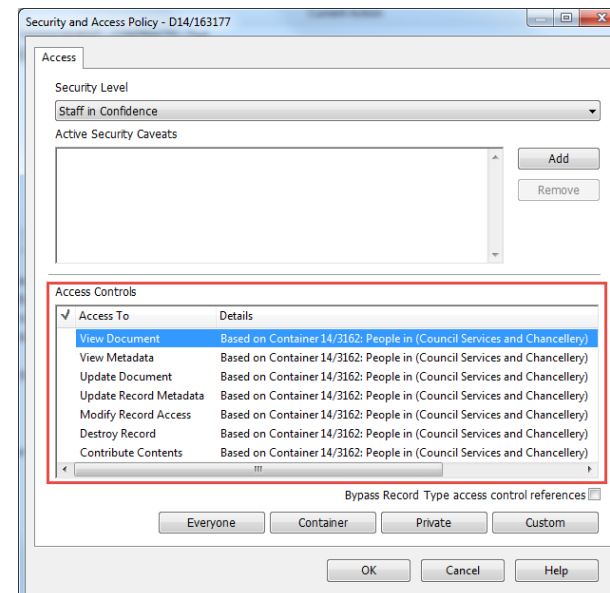 Security and Access Policy - D14/163177
Access
Security Level
Staff in Confidence
Active Security Caveats
Add
Remove
Access Controls
Access To Details
View Document Based on Container 14/3162: People in (Council Services and Chancellery)
View Metadata Based on Container 14/3162: People in (Council Services and Chancellery)
Update Document Based on Container 14/3162: People in (Council Services and Chancellery)
Update Record Metadata Based on Container 14/3162: People in (Council Services and Chancellery)
Modify Record Access Based on Container 14/3162: People in (Council Services and Chancellery)
Destroy Record Based on Container 14/3162: People in (Council Services and Chancellery)
Contribute Contents Based on Container 14/3162: People in (Council Services and Chancellery)
Bypass Record Type access control references
Everyone Container Private Custom
OK Cancel Help